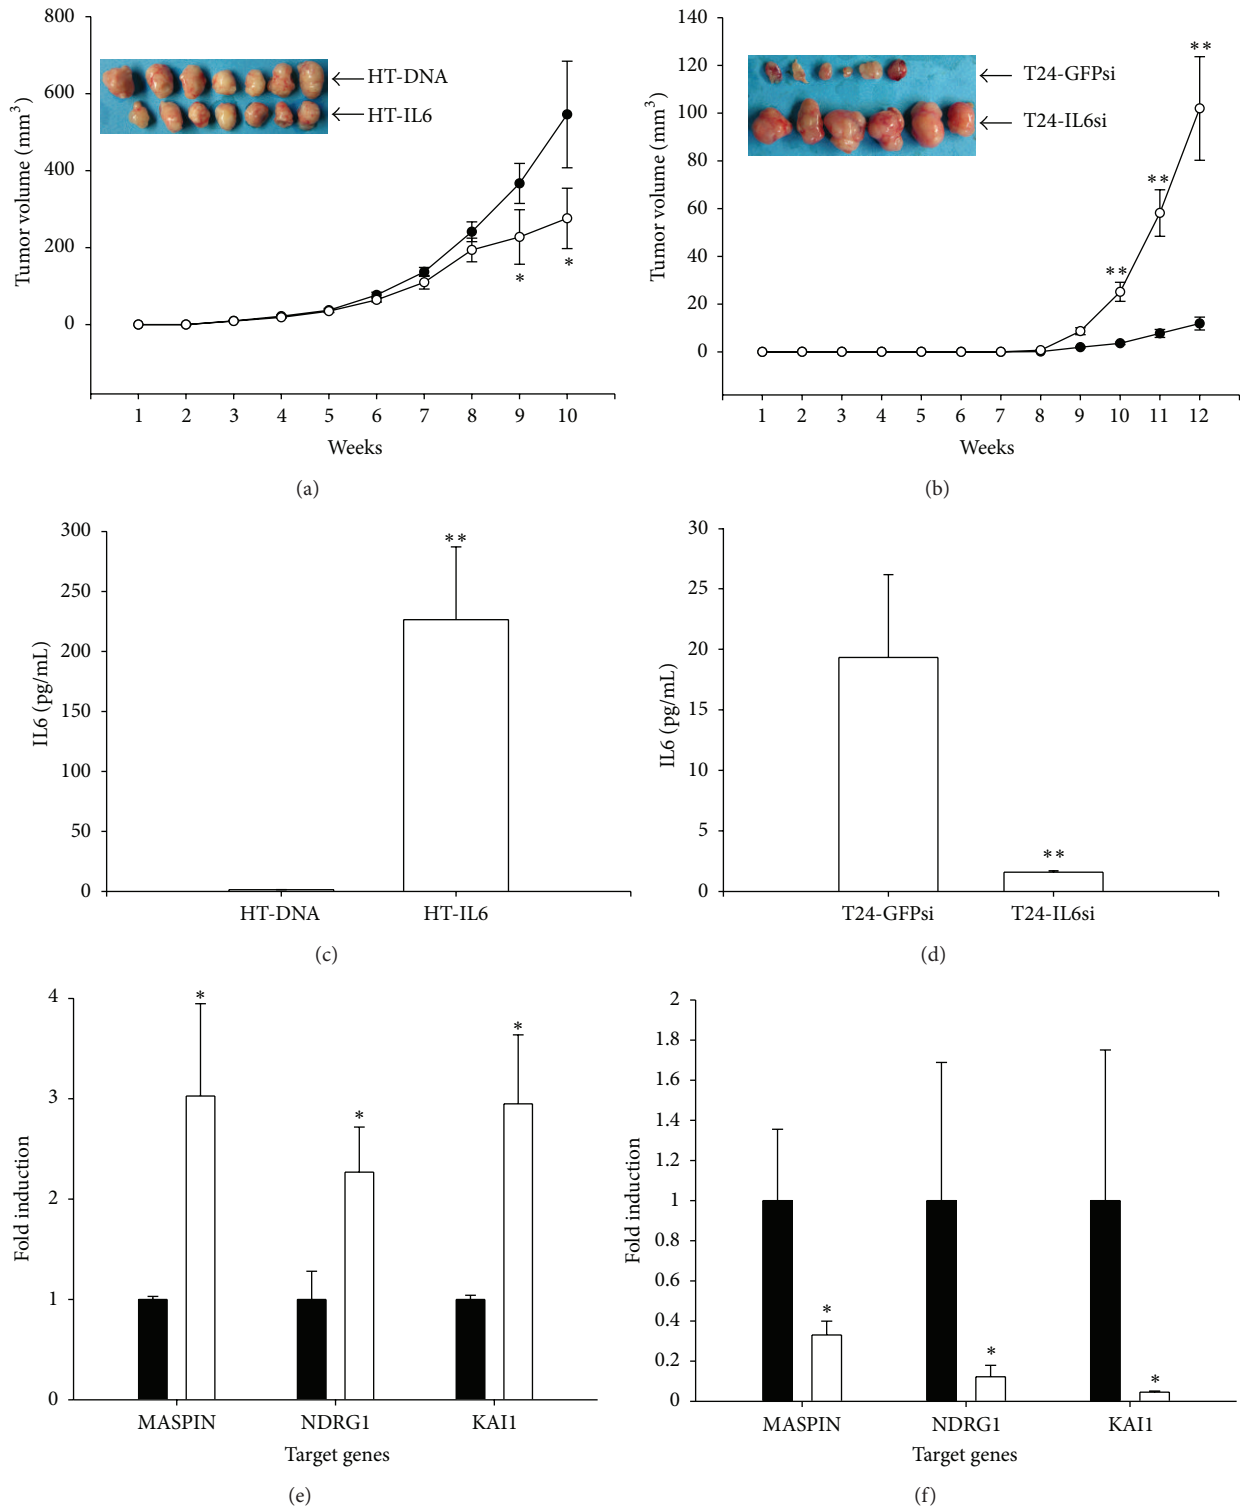 800
600
400
200
0
Tumor volume (mm³)
HT-DNA
HT-IL6
*
*
1 2 3 4 5 6 7 8 9 10
Weeks
(a)
140
120
100
80
60
40
20
0
Tumor volume (mm³)
T24-GFPsi
T24-IL6si
**
**
**
1 2 3 4 5 6 7 8 9 10 11 12
Weeks
(b)
300
250
200
150
100
50
0
IL6 (pg/mL)
**
HT-DNA HT-IL6
(c)
30
25
20
15
10
5
0
IL6 (pg/mL)
**
T24-GFPsi T24-IL6si
(d)
4
3
2
1
0
Fold induction
*
*
*
MASPIN NDRG1 KAI1
Target genes
(e)
2
1.8
1.6
1.4
1.2
1
0.8
0.6
0.4
0.2
0
Fold induction
*
*
*
MASPIN NDRG1 KAI1
Target genes
(f)